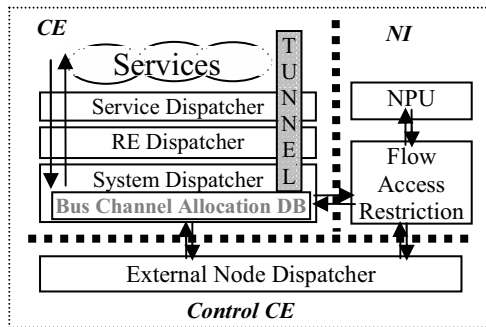 CE
NI
Services
TUNNEL
Service Dispatcher
NPU
RE Dispatcher
System Dispatcher
Flow
Access
Restriction
Bus Channel Allocation DB
External Node Dispatcher
Control CE